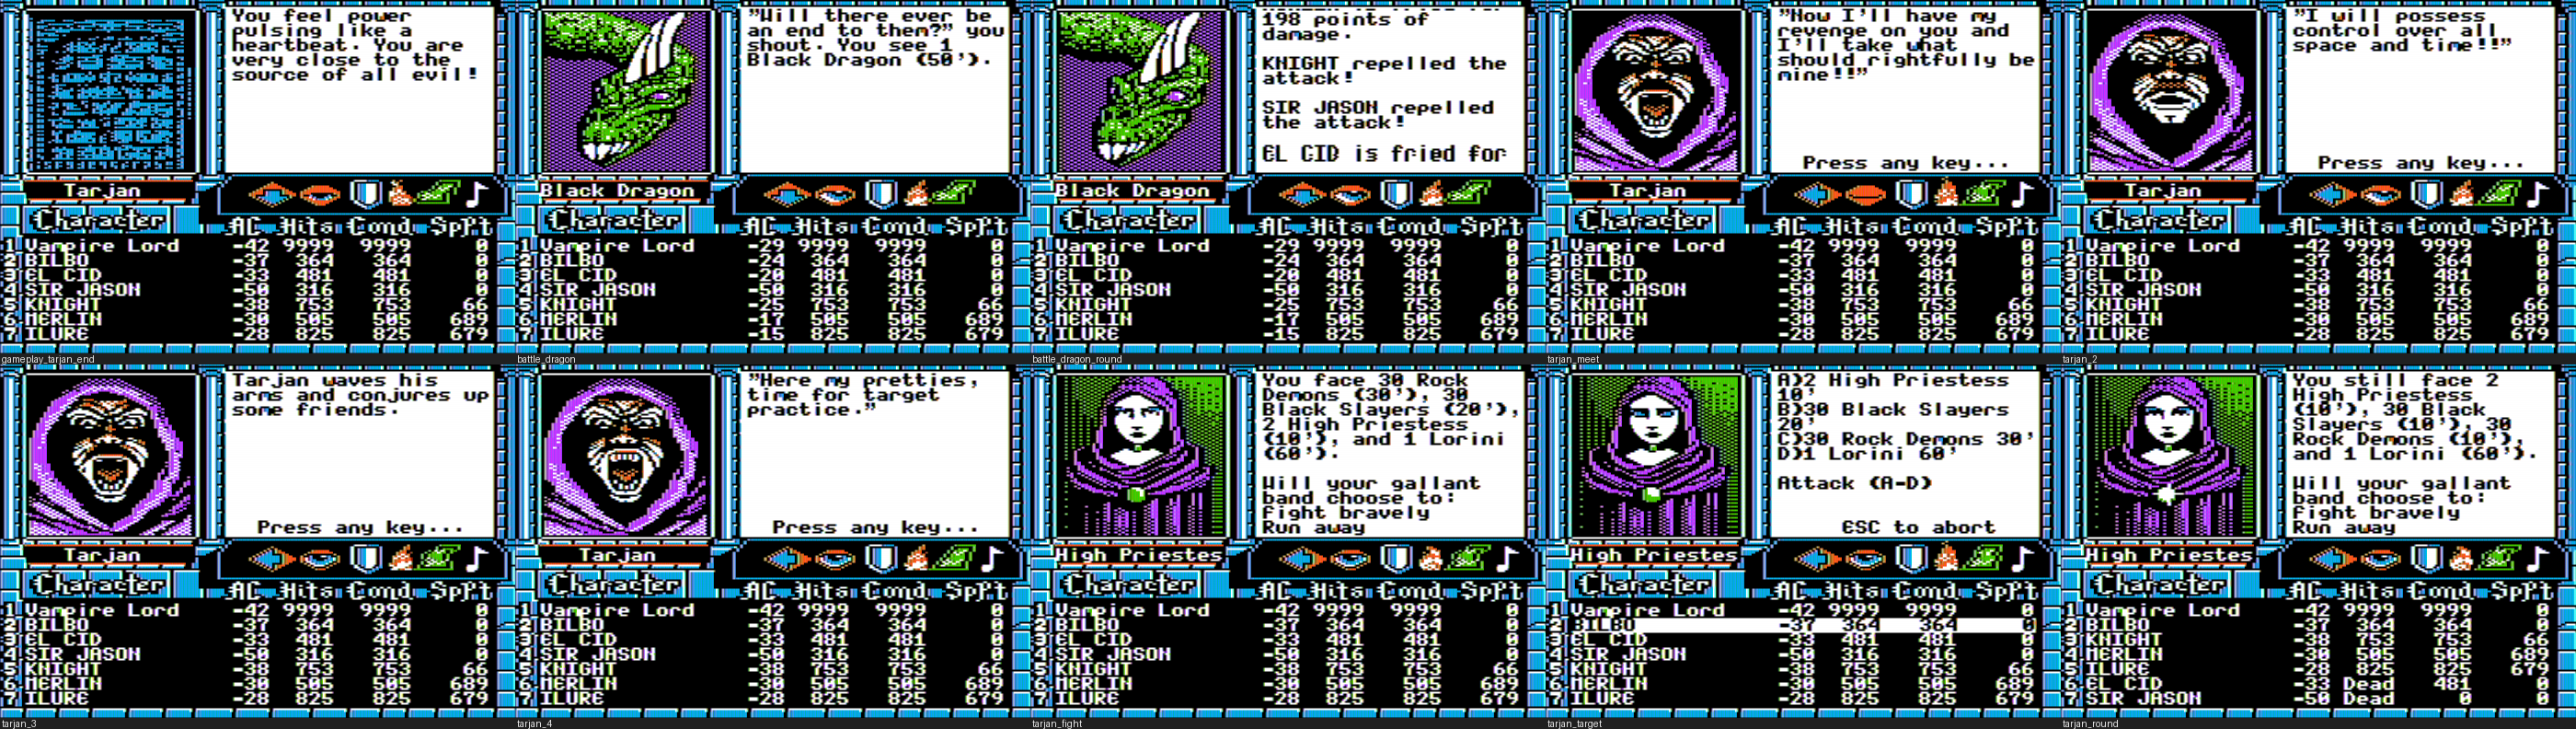 You feel power
pulsing like a
heartbeat. You are
very close to the
source of all evil!
Tarjan
Character
AC Hits Cond SpPt
1 Vampire Lord -42 9999 9999 0
2 BILBO -37 364 364 0
3 EL CID -33 481 481 0
4 SIR JASON -50 316 316 0
5 KNIGHT -38 753 753 66
6 MERLIN -30 505 505 689
7 ILURE -28 825 825 679
gameplay_tarjan_end
"Will there ever be
an end to them?" you
shout. You see 1
Black Dragon (50').
Black Dragon
Character
AC Hits Cond SpPt
1 Vampire Lord -29 9999 9999 0
2 BILBO -24 364 364 0
3 EL CID -20 481 481 0
4 SIR JASON -50 316 316 0
5 KNIGHT -25 753 753 66
6 MERLIN -17 505 505 689
7 ILURE -15 825 825 679
battle_dragon
198 points of
damage.
KNIGHT repelled the
attack!
SIR JASON repelled
the attack!
EL CID is fried for
Black Dragon
Character
AC Hits Cond SpPt
1 Vampire Lord -29 9999 9999 0
2 BILBO -24 364 364 0
3 EL CID -20 481 481 0
4 SIR JASON -50 316 316 0
5 KNIGHT -25 753 753 66
6 MERLIN -17 505 505 689
7 ILURE -15 825 825 679
battle_dragon_round
"Now I'll have my
revenge on you and
I'll take what
should rightfully be
mine!!"
Press any key...
Tarjan
Character
AC Hits Cond SpPt
1 Vampire Lord -42 9999 9999 0
2 BILBO -37 364 364 0
3 EL CID -33 481 481 0
4 SIR JASON -50 316 316 0
5 KNIGHT -38 753 753 66
6 MERLIN -30 505 505 689
7 ILURE -28 825 825 679
tarjan_meet
"I will possess
control over all
space and time!!"
Press any key...
Tarjan
Character
AC Hits Cond SpPt
1 Vampire Lord -42 9999 9999 0
2 BILBO -37 364 364 0
3 EL CID -33 481 481 0
4 SIR JASON -50 316 316 0
5 KNIGHT -38 753 753 66
6 MERLIN -30 505 505 689
7 ILURE -28 825 825 679
tarjan_2
Tarjan waves his
arms and conjures up
some friends.
Press any key...
Tarjan
Character
AC Hits Cond SpPt
1 Vampire Lord -42 9999 9999 0
2 BILBO -37 364 364 0
3 EL CID -33 481 481 0
4 SIR JASON -50 316 316 0
5 KNIGHT -38 753 753 66
6 MERLIN -30 505 505 689
7 ILURE -28 825 825 679
tarjan_3
"Here my pretties,
time for target
practice."
Press any key...
Tarjan
Character
AC Hits Cond SpPt
1 Vampire Lord -42 9999 9999 0
2 BILBO -37 364 364 0
3 EL CID -33 481 481 0
4 SIR JASON -50 316 316 0
5 KNIGHT -38 753 753 66
6 MERLIN -30 505 505 689
7 ILURE -28 825 825 679
tarjan_4
You face 30 Rock
Demons (30'), 30
Black Slayers (20'),
2 High Priestess
(10'), and 1 Lorini
(60').
Will your gallant
band choose to:
Fight bravely
Run away
High Priestes
Character
AC Hits Cond SpPt
1 Vampire Lord -42 9999 9999 0
2 BILBO -37 364 364 0
3 EL CID -33 481 481 0
4 SIR JASON -50 316 316 0
5 KNIGHT -38 753 753 66
6 MERLIN -30 505 505 689
7 ILURE -28 825 825 679
tarjan_fight
A)2 High Priestess
10'
B)30 Black Slayers
20'
C)30 Rock Demons 30'
D)1 Lorini 60'
Attack (A-D)
ESC to abort
High Priestes
Character
AC Hits Cond SpPt
1 Vampire Lord -42 9999 9999 0
2 BILBO -37 364 364 0
3 EL CID -33 481 481 0
4 SIR JASON -50 316 316 0
5 KNIGHT -38 753 753 66
6 MERLIN -30 505 505 689
7 ILURE -28 825 825 679
tarjan_target
You still face 2
High Priestess
(10'), 30 Black
Slayers (10'), 30
Rock Demons (10'),
and 1 Lorini (60').
Will your gallant
band choose to:
Fight bravely
Run away
High Priestes
Character
AC Hits Cond SpPt
1 Vampire Lord -42 9999 9999 0
2 BILBO -37 364 364 0
3 KNIGHT -38 753 753 66
4 MERLIN -30 505 505 689
5 ILURE -28 825 825 679
6 EL CID -33 Dead 481 0
7 SIR JASON -50 Dead 0 0
tarjan_round